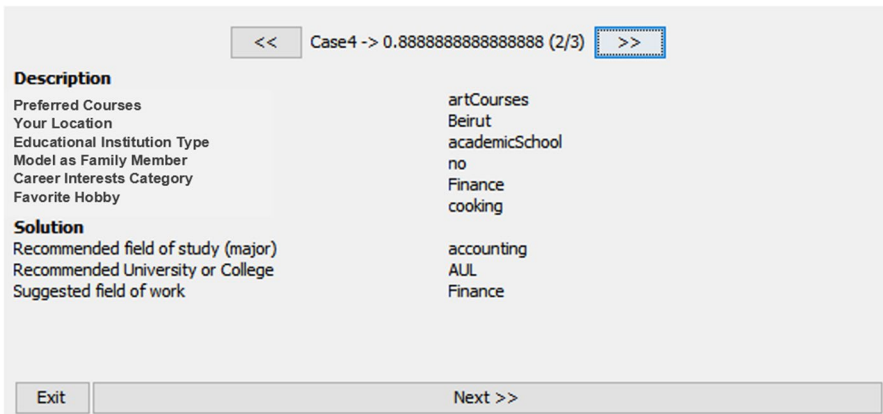 << Case4 -> 0.8888888888888888 (2/3) >>
Description
Preferred Courses artCourses
Your Location Beirut
Educational Institution Type academicSchool
Model as Family Member no
Career Interests Category Finance
Favorite Hobby cooking
Solution
Recommended field of study (major) accounting
Recommended University or College AUL
Suggested field of work Finance
Exit Next >>